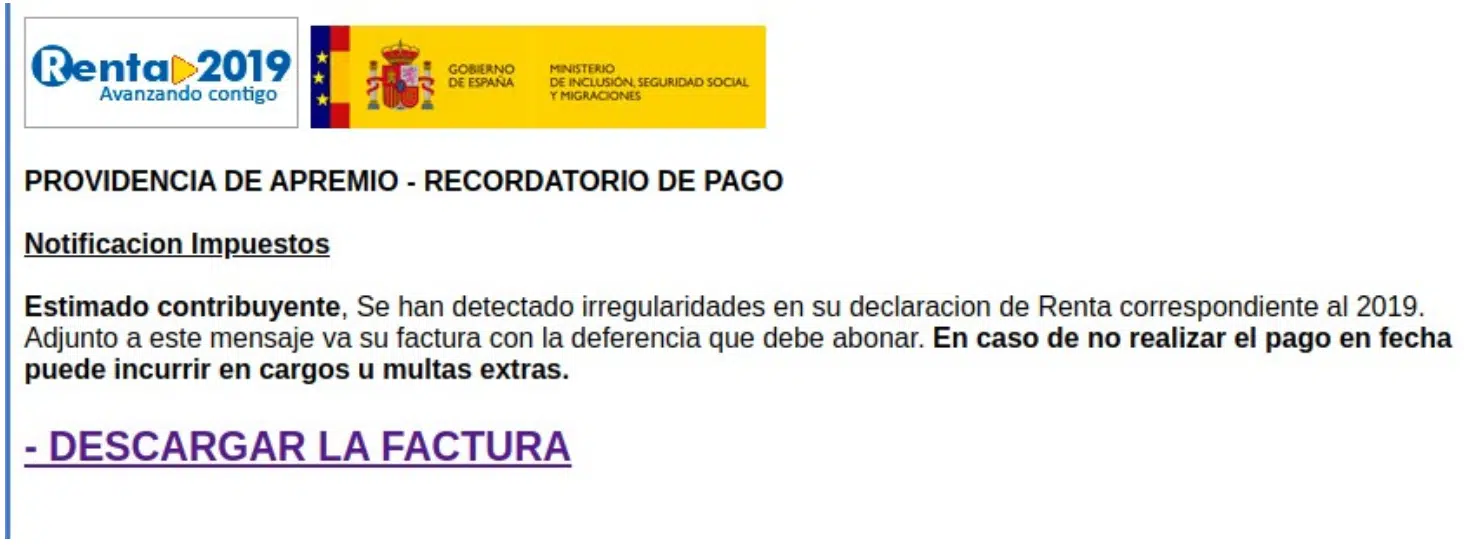 Renta 2019
Avanzando contigo
GOBIERNO
DE ESPAÑA
MINISTERIO
DE INCLUSIÓN, SEGURIDAD SOCIAL
Y MIGRACIONES
PROVIDENCIA DE APREMIO - RECORDATORIO DE PAGO
Notificacion Impuestos
Estimado contribuyente, Se han detectado irregularidades en su declaracion de Renta correspondiente al 2019.
Adjunto a este mensaje va su factura con la deferencia que debe abonar. En caso de no realizar el pago en fecha
puede incurrir en cargos u multas extras.
- DESCARGAR LA FACTURA